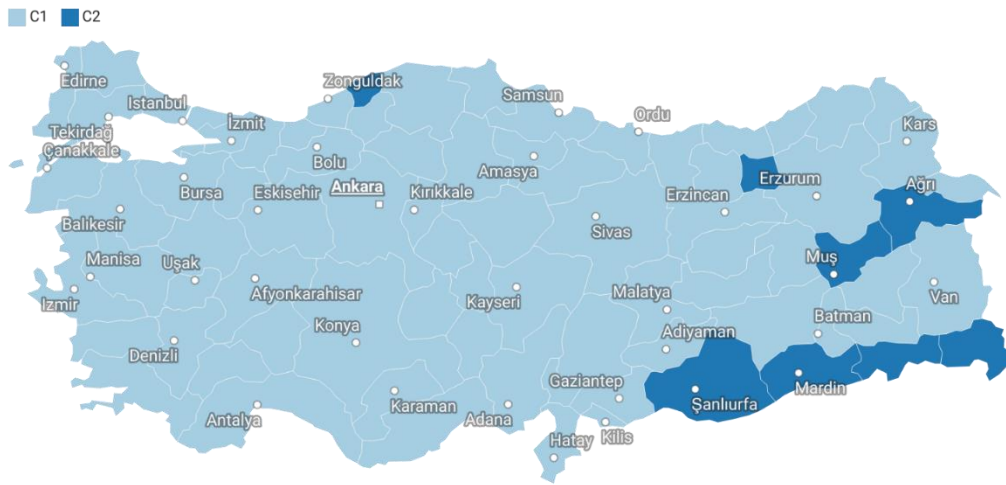 C1 C2
Edirne
Zonguldak
Istanbul
Samsun
Ordu
Tekirdağ
İzmit
Kars
Çanakkale
Bolu
Amasya
Bursa
Eskisehir
Ankara
Kırıkkale
Erzincan
Erzurum
Ağrı
Balıkesir
Sivas
Muş
Manisa
Uşak
Izmir
Afyonkarahisar
Kayseri
Malatya
Van
Konya
Batman
Denizli
Adiyaman
Gaziantep
Mardin
Antalya
Karaman
Adana
Şanlıurfa
Hatay
Kilis